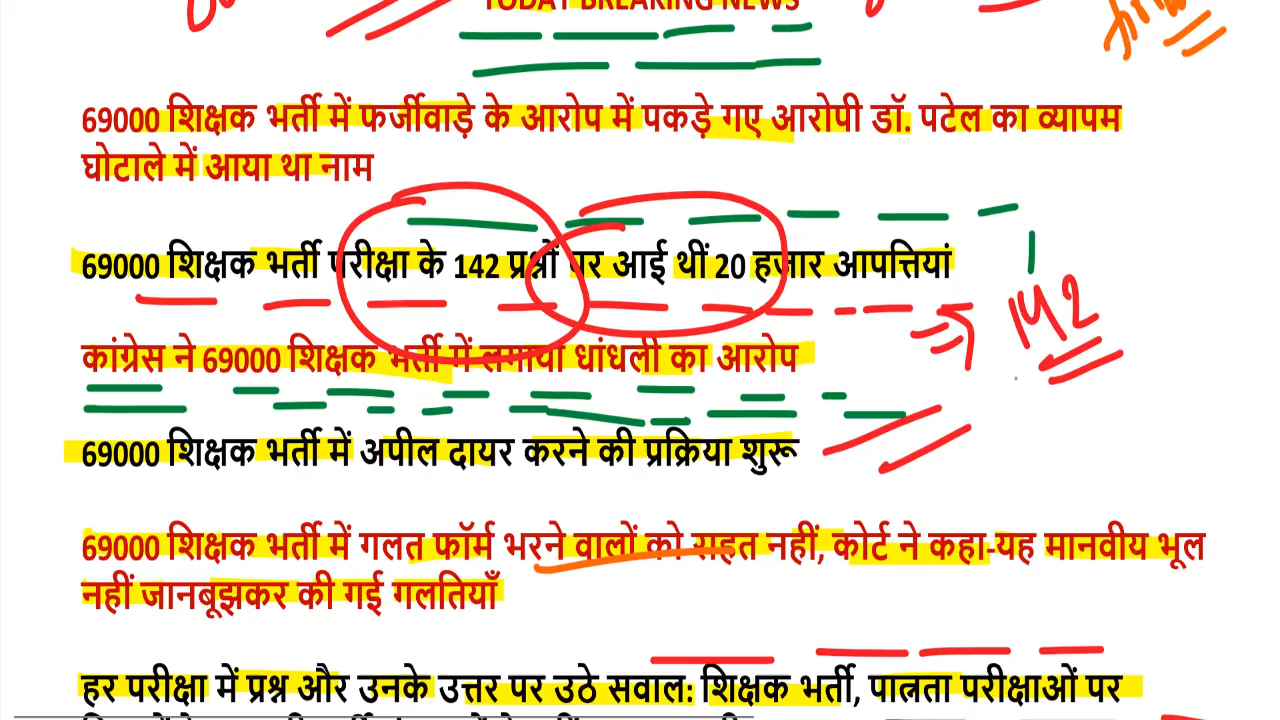 TODAY BREAKING NEWS
69000 शिक्षक भर्ती में फर्जीवाड़े के आरोप में पकड़े गए आरोपी डॉ. पटेल का व्यापम
घोटाले में आया था नाम
69000 शिक्षक भर्ती परीक्षा के 142 प्रश्नों पर आई थीं 20 हजार आपत्तियां
142
कांग्रेस ने 69000 शिक्षक भर्ती में लगाया धांधली का आरोप
69000 शिक्षक भर्ती में अपील दायर करने की प्रक्रिया शुरू
69000 शिक्षक भर्ती में गलत फॉर्म भरने वालों को राहत नहीं, कोर्ट ने कहा-यह मानवीय भूल
नहीं जानबूझकर की गई गलतियाँ
हर परीक्षा में प्रश्न और उनके उत्तर पर उठे सवाल: शिक्षक भर्ती, पात्रता परीक्षाओं पर